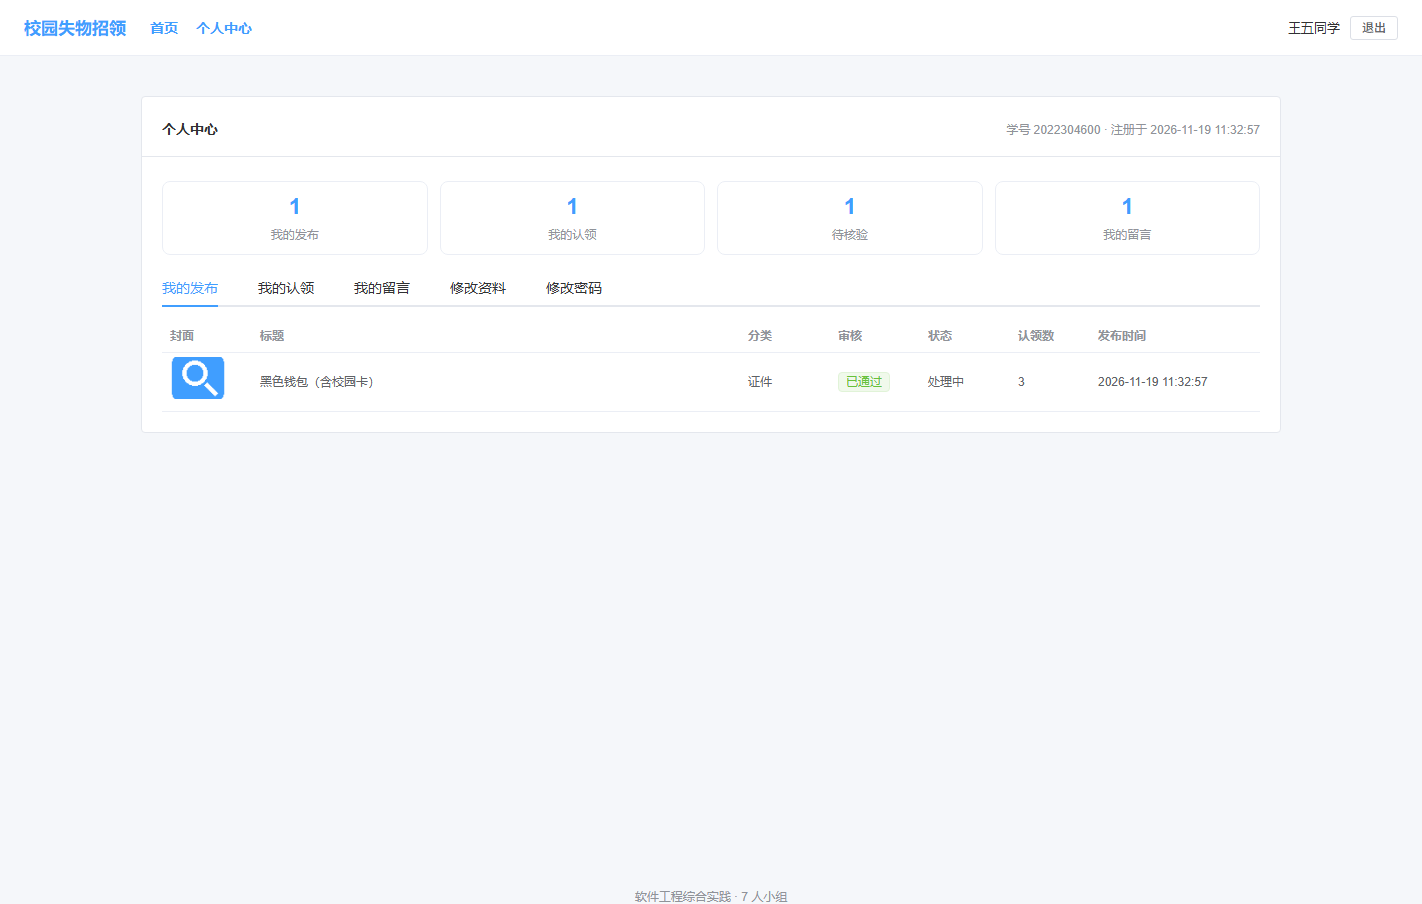 校园失物招领 首页 个人中心 王五同学 退出
个人中心 学号 2022304600 · 注册于 2026-11-19 11:32:57
1 1 1 1
我的发布 我的认领 待核验 我的留言
我的发布 我的认领 我的留言 修改资料 修改密码
封面 标题 分类 审核 状态 认领数 发布时间
黑色钱包（含校园卡） 证件 已通过 处理中 3 2026-11-19 11:32:57
软件工程综合实践 · 7 人小组